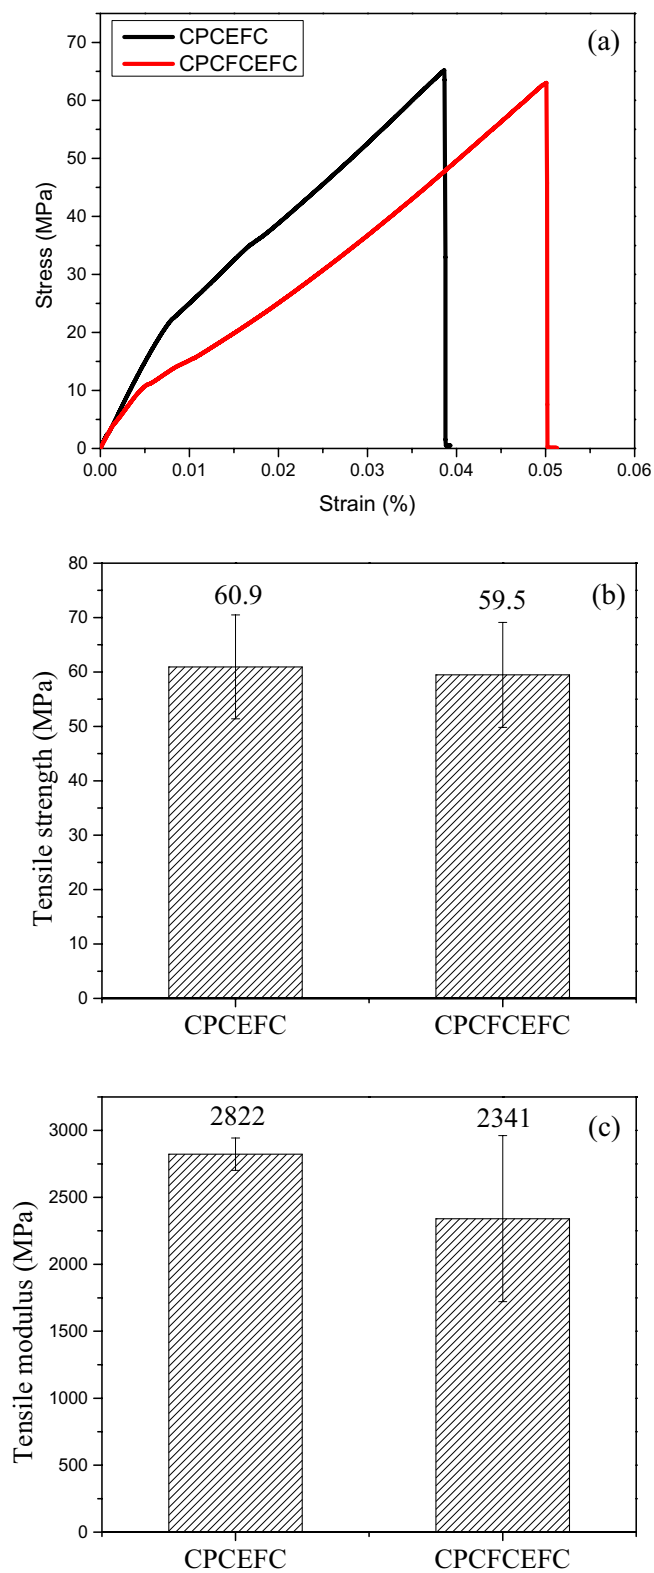 (a)
CPCEFC
CPCFCEFC
70
60
50
40
30
20
10
0
Stress (MPa)
0.00 0.01 0.02 0.03 0.04 0.05 0.06
Strain (%)
(b)
60.9 59.5
80
70
60
50
40
30
20
10
0
Tensile strength (MPa)
CPCEFC CPCFCEFC
(c)
2822 2341
3000
2500
2000
1500
1000
500
0
Tensile modulus (MPa)
CPCEFC CPCFCEFC